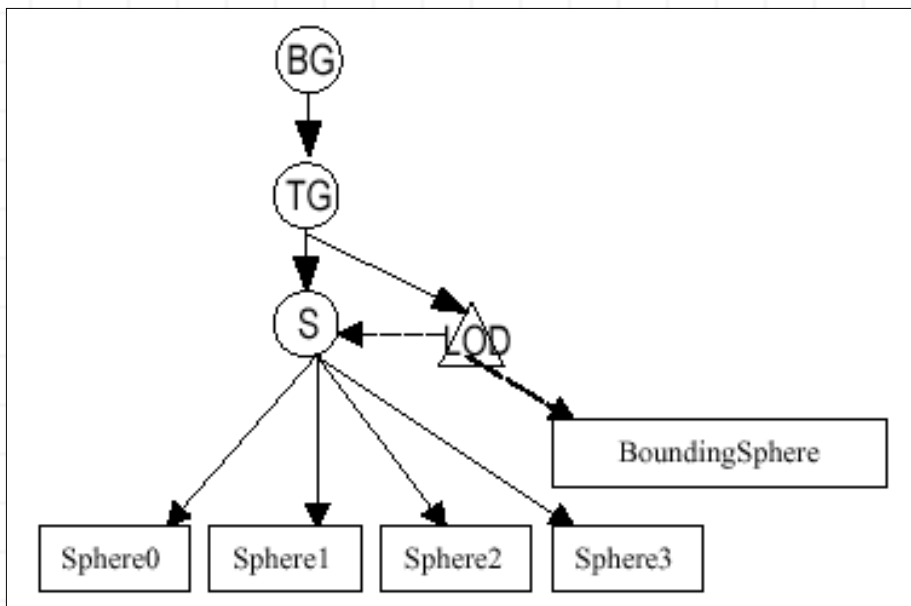 BG
TG
S
LOD
BoundingSphere
Sphere0
Sphere1
Sphere2
Sphere3